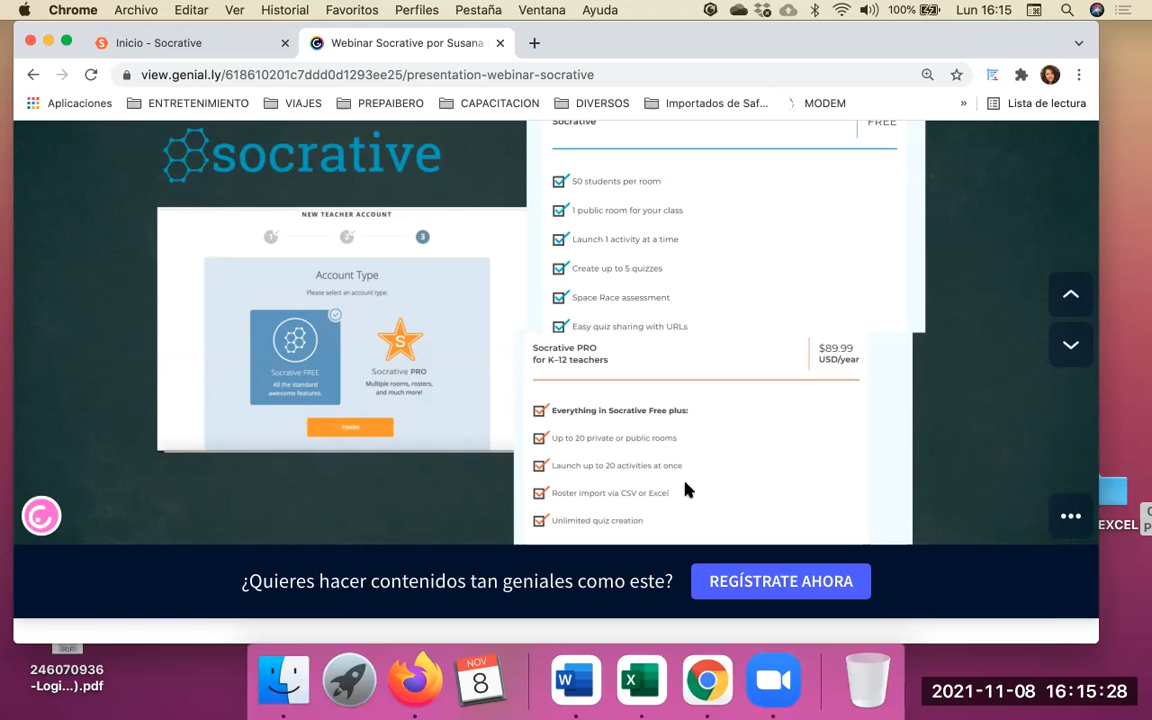 Chrome Archivo Editar Ver Historial Favoritos Perfiles Pestaña Ventana Ayuda 100% Lun 16:15
Inicio - Socrative
Webinar Socrative por Susana
view.genial.ly/618610201c7ddd0d1293ee25/presentation-webinar-socrative
Aplicaciones ENTRETENIMIENTO VIAJES PREPAIBERO CAPACITACION DIVERSOS Importados de Saf... MODEM » Lista de lectura
socrative
NEW TEACHER ACCOUNT
1 2 3
Account Type
Please select an account type:
Socrative FREE
All the standard
awesome features.
S
Socrative PRO
Multiple rooms, rosters,
and much more!
FINISH
Socrative FREE
50 students per room
1 public room for your class
Launch 1 activity at a time
Create up to 5 quizzes
Space Race assessment
Easy quiz sharing with URLs
Socrative PRO
for K–12 teachers
$89.99
USD/year
Everything in Socrative Free plus:
Up to 20 private or public rooms
Launch up to 20 activities at once
Roster import via CSV or Excel
Unlimited quiz creation
¿Quieres hacer contenidos tan geniales como este? REGÍSTRATE AHORA
EXCEL
246070936
-Logi...).pdf
NOV
8
2021-11-08 16:15:28